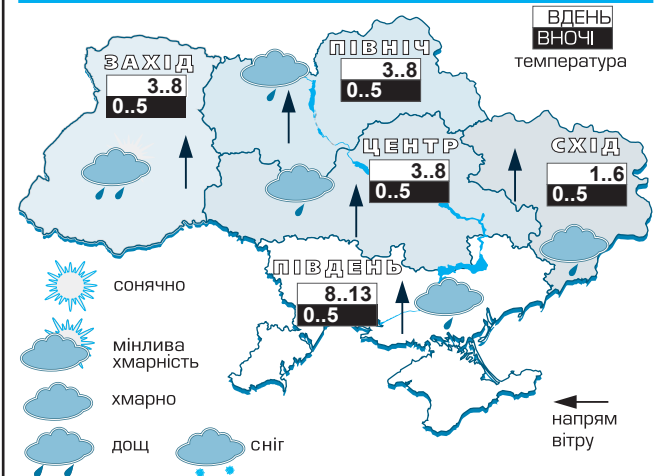 ВДЕНЬ
ВНОЧІ
температура
ПІВНІЧ
3..8
0..5
ЗАХІД
3..8
0..5
ЦЕНТР
3..8
0..5
СХІД
1..6
0..5
ПІВДЕНЬ
8..13
0..5
сонячно
мінлива
хмарність
хмарно
дощ
сніг
напрям
вітру